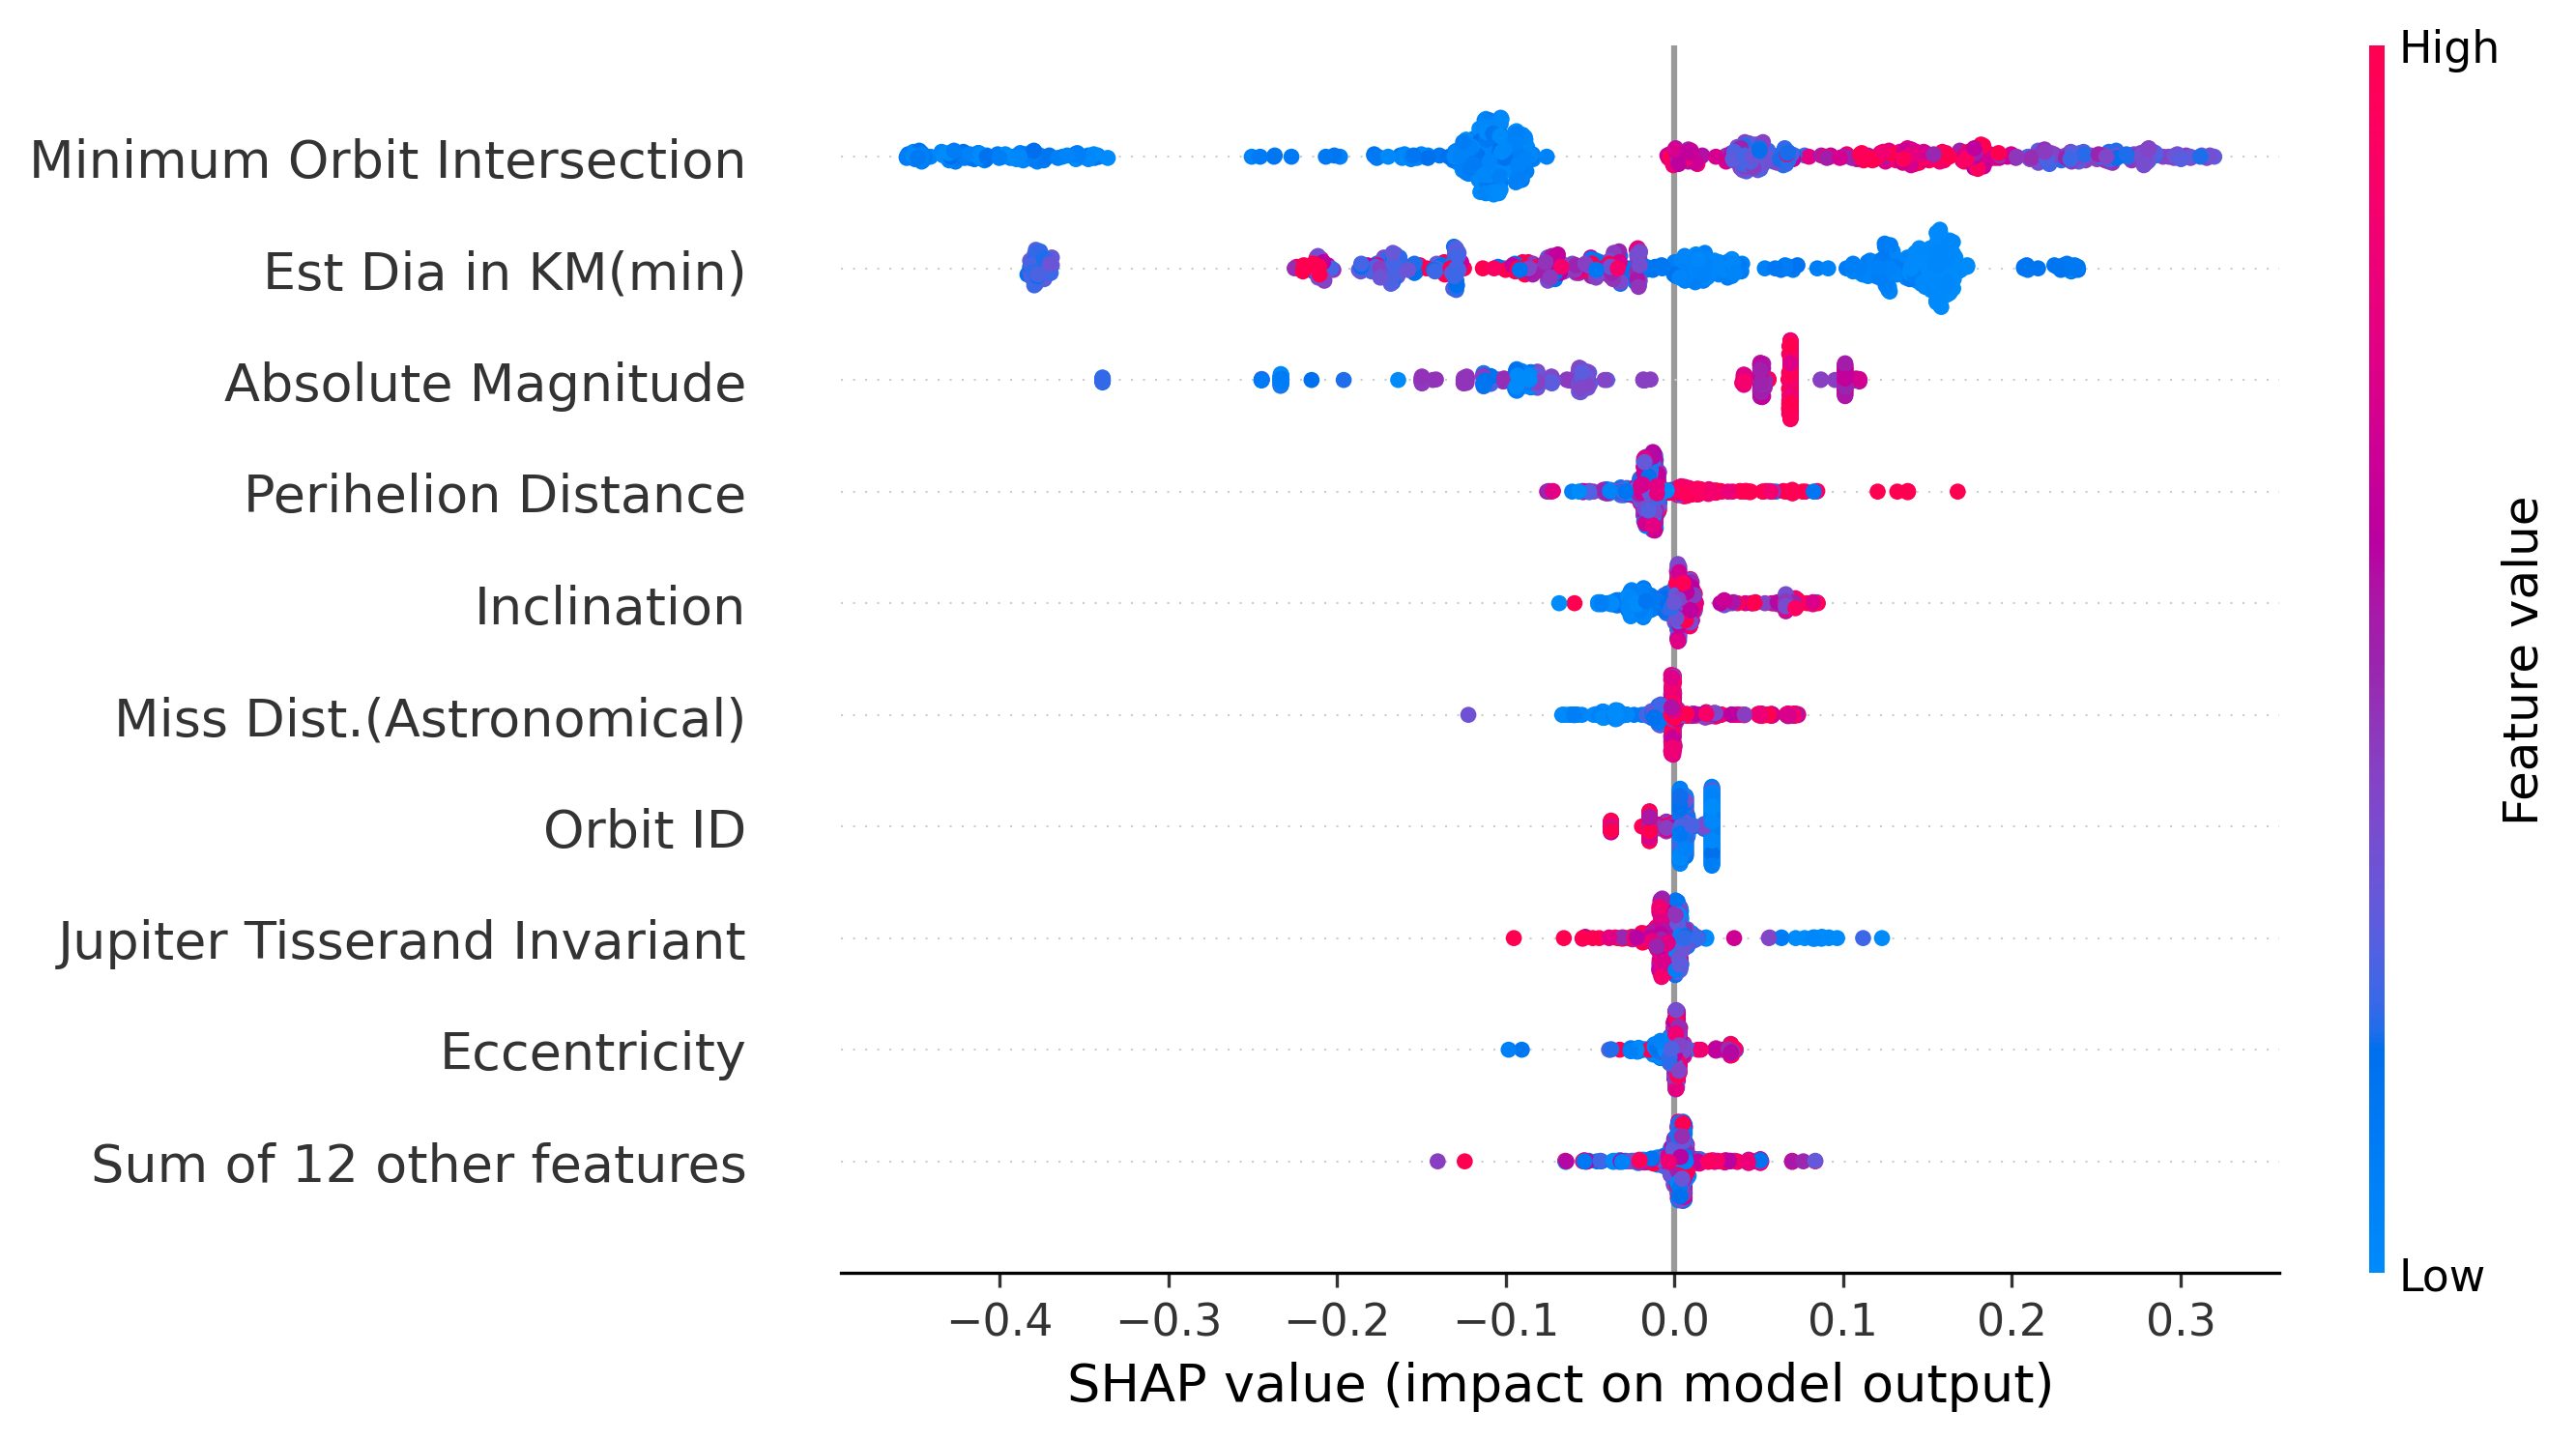 High
Minimum Orbit Intersection
Est Dia in KM(min)
Absolute Magnitude
Perihelion Distance
Inclination
Miss Dist.(Astronomical)
Orbit ID
Jupiter Tisserand Invariant
Eccentricity
Sum of 12 other features
Feature value
Low
−0.4 −0.3 −0.2 −0.1 0.0 0.1 0.2 0.3
SHAP value (impact on model output)